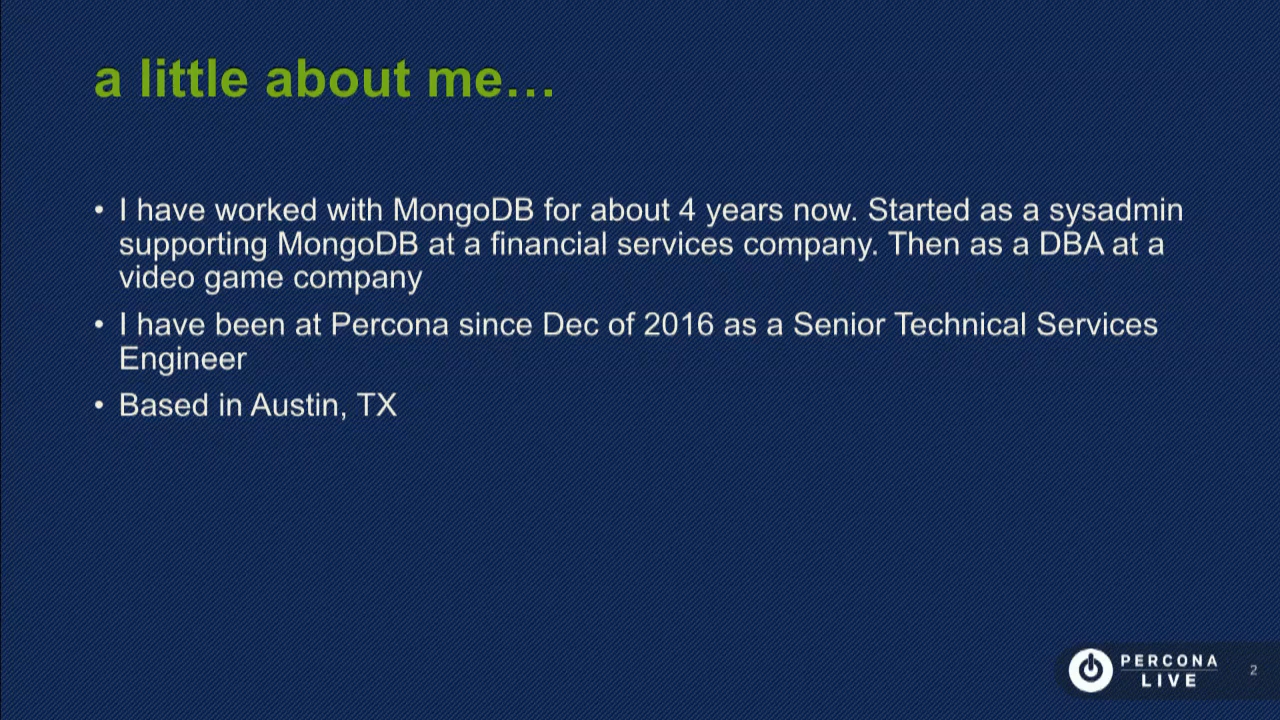 a little about me…
• I have worked with MongoDB for about 4 years now. Started as a sysadmin
supporting MongoDB at a financial services company. Then as a DBA at a
video game company
• I have been at Percona since Dec of 2016 as a Senior Technical Services
Engineer
• Based in Austin, TX
PERCONA
LIVE
2